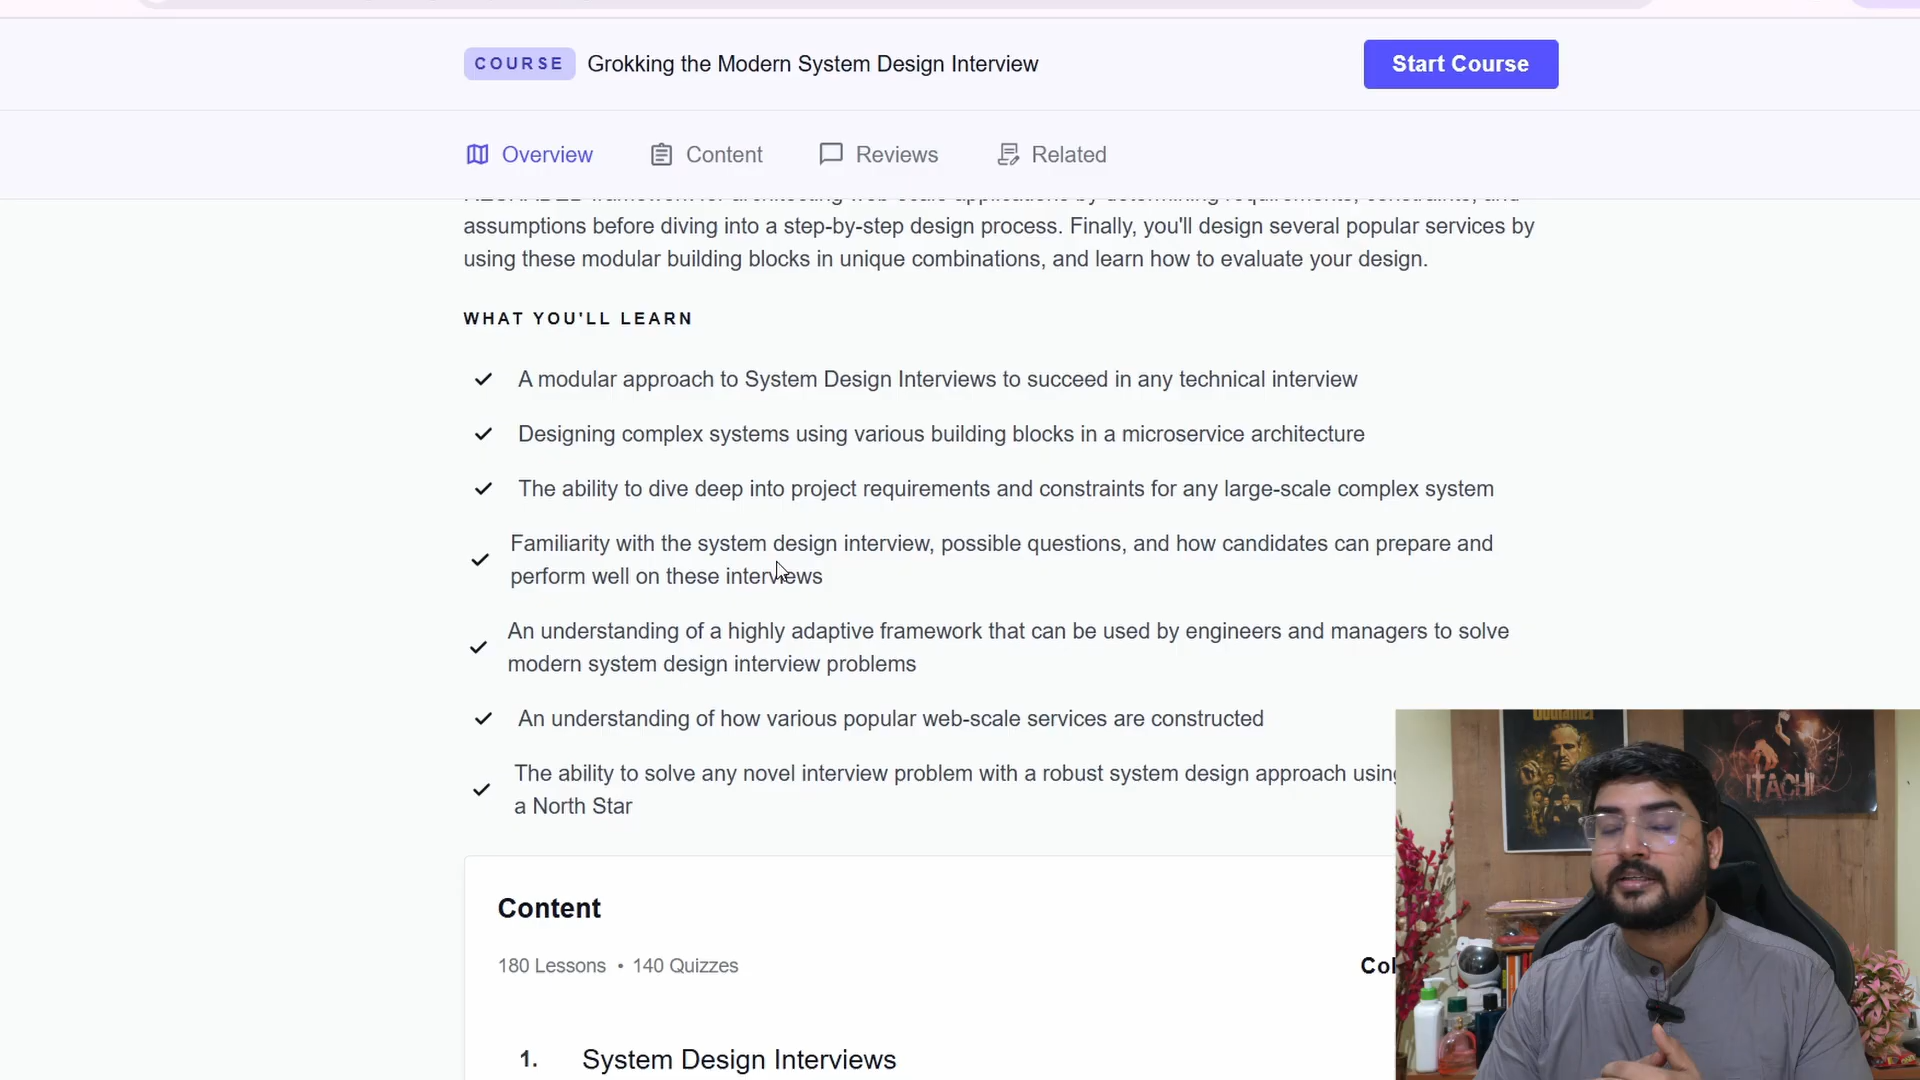 COURSE Grokking the Modern System Design Interview Start Course
Overview Content Reviews Related
assumptions before diving into a step-by-step design process. Finally, you'll design several popular services by
using these modular building blocks in unique combinations, and learn how to evaluate your design.
WHAT YOU'LL LEARN
A modular approach to System Design Interviews to succeed in any technical interview
Designing complex systems using various building blocks in a microservice architecture
The ability to dive deep into project requirements and constraints for any large-scale complex system
Familiarity with the system design interview, possible questions, and how candidates can prepare and
perform well on these interviews
An understanding of a highly adaptive framework that can be used by engineers and managers to solve
modern system design interview problems
An understanding of how various popular web-scale services are constructed
The ability to solve any novel interview problem with a robust system design approach using
a North Star
Content
180 Lessons • 140 Quizzes
Col
1. System Design Interviews
ITACHI